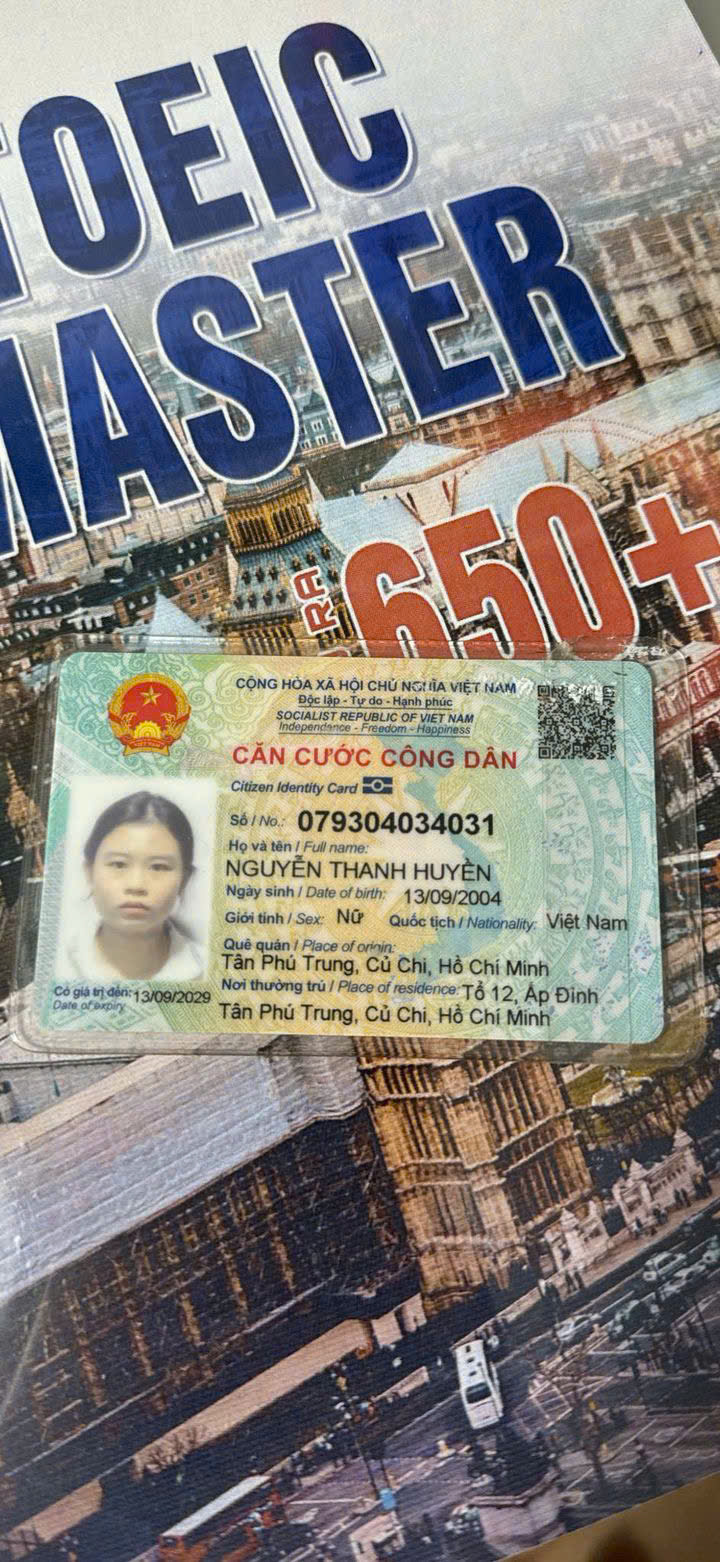 TOEIC
MASTER
RA 650+
CỘNG HÒA XÃ HỘI CHỦ NGHĨA VIỆT NAM
Độc lập - Tự do - Hạnh phúc
SOCIALIST REPUBLIC OF VIET NAM
Independence - Freedom - Happiness
CĂN CƯỚC CÔNG DÂN
Citizen Identity Card
Số / No.: 079304034031
Họ và tên / Full name:
NGUYỄN THANH HUYỀN
Ngày sinh / Date of birth: 13/09/2004
Giới tính / Sex: Nữ Quốc tịch / Nationality: Việt Nam
Quê quán / Place of origin:
Tân Phú Trung, Củ Chi, Hồ Chí Minh
Nơi thường trú / Place of residence: Tổ 12, Ấp Đình
Tân Phú Trung, Củ Chi, Hồ Chí Minh
Có giá trị đến: 13/09/2029
Date of expiry